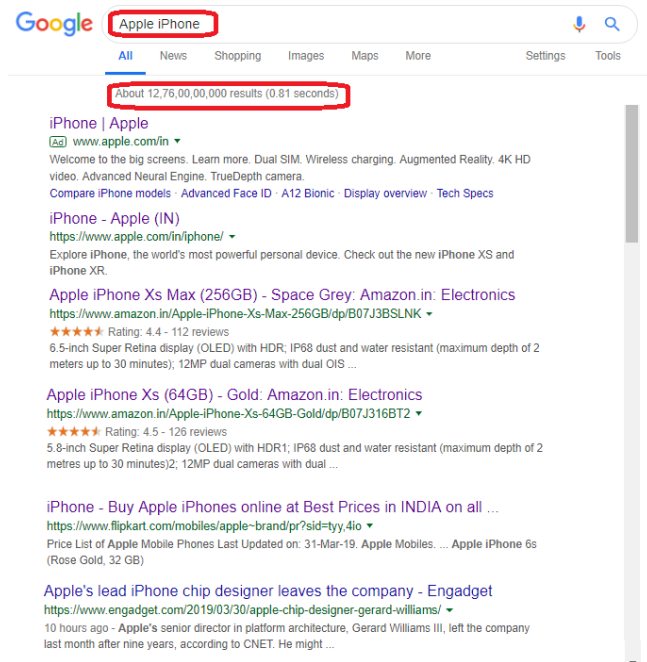 Google Apple iPhone
All News Shopping Images Maps More Settings Tools
About 12,76,00,00,000 results (0.81 seconds)
iPhone | Apple
Ad www.apple.com/in
Welcome to the big screens. Learn more. Dual SIM. Wireless charging. Augmented Reality. 4K HD
video. Advanced Neural Engine. TrueDepth camera.
Compare iPhone models · Advanced Face ID · A12 Bionic · Display overview · Tech Specs
iPhone - Apple (IN)
https://www.apple.com/in/iphone/
Explore iPhone, the world's most powerful personal device. Check out the new iPhone XS and
iPhone XR.
Apple iPhone Xs Max (256GB) - Space Grey: Amazon.in: Electronics
https://www.amazon.in/Apple-iPhone-Xs-Max-256GB/dp/B07J3BSLNK
Rating: 4.4 - 112 reviews
6.5-inch Super Retina display (OLED) with HDR; IP68 dust and water resistant (maximum depth of 2
meters up to 30 minutes); 12MP dual cameras with dual OIS ...
Apple iPhone Xs (64GB) - Gold: Amazon.in: Electronics
https://www.amazon.in/Apple-iPhone-Xs-64GB-Gold/dp/B07J316BT2
Rating: 4.5 - 126 reviews
5.8-inch Super Retina display (OLED) with HDR1; IP68 dust and water resistant (maximum depth of 2
metres up to 30 minutes)2; 12MP dual cameras with dual ...
iPhone - Buy Apple iPhones online at Best Prices in INDIA on all ...
https://www.flipkart.com/mobiles/apple~brand/pr?sid=tyy,4io
Price List of Apple Mobile Phones Last Updated on: 31-Mar-19. Apple Mobiles. ... Apple iPhone 6s
(Rose Gold, 32 GB)
Apple's lead iPhone chip designer leaves the company - Engadget
https://www.engadget.com/2019/03/30/apple-chip-designer-gerard-williams/
10 hours ago - Apple's senior director in platform architecture, Gerard Williams III, left the company
last month after nine years, according to CNET. He might ...